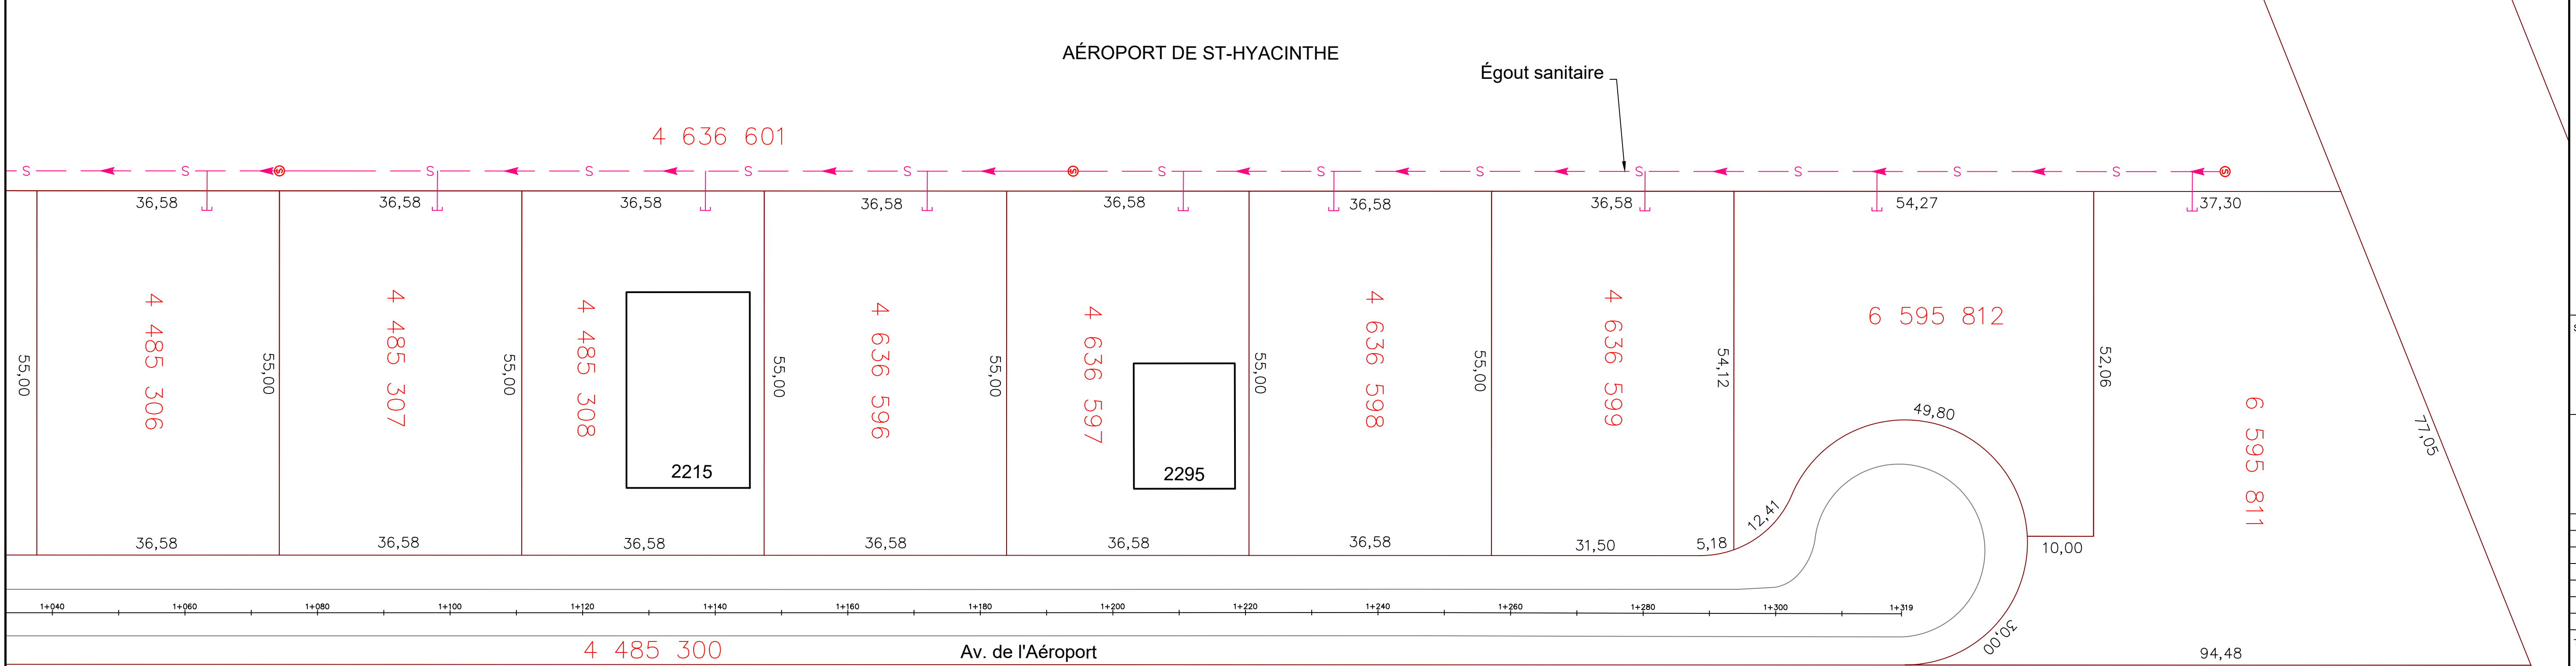 AÉROPORT DE ST-HYACINTHE
Égout sanitaire
4 636 601
S S S S S S S S S S S S S S S S S S
36,58 36,58 36,58 36,58 36,58 36,58 36,58 54,27 37,30
4 485 306
4 485 307
4 485 308
4 636 596
4 636 597
4 636 598
4 636 599
6 595 812
6 595 811
55,00 55,00 55,00 55,00 55,00 55,00 55,00 54,12 52,06
77,05
49,80
12,41
2215
2295
36,58 36,58 36,58 36,58 36,58 36,58 31,50 5,18 10,00
1+040 1+060 1+080 1+100 1+120 1+140 1+160 1+180 1+200 1+220 1+240 1+260 1+280 1+300 1+319
30,00
4 485 300
Av. de l'Aéroport
94,48